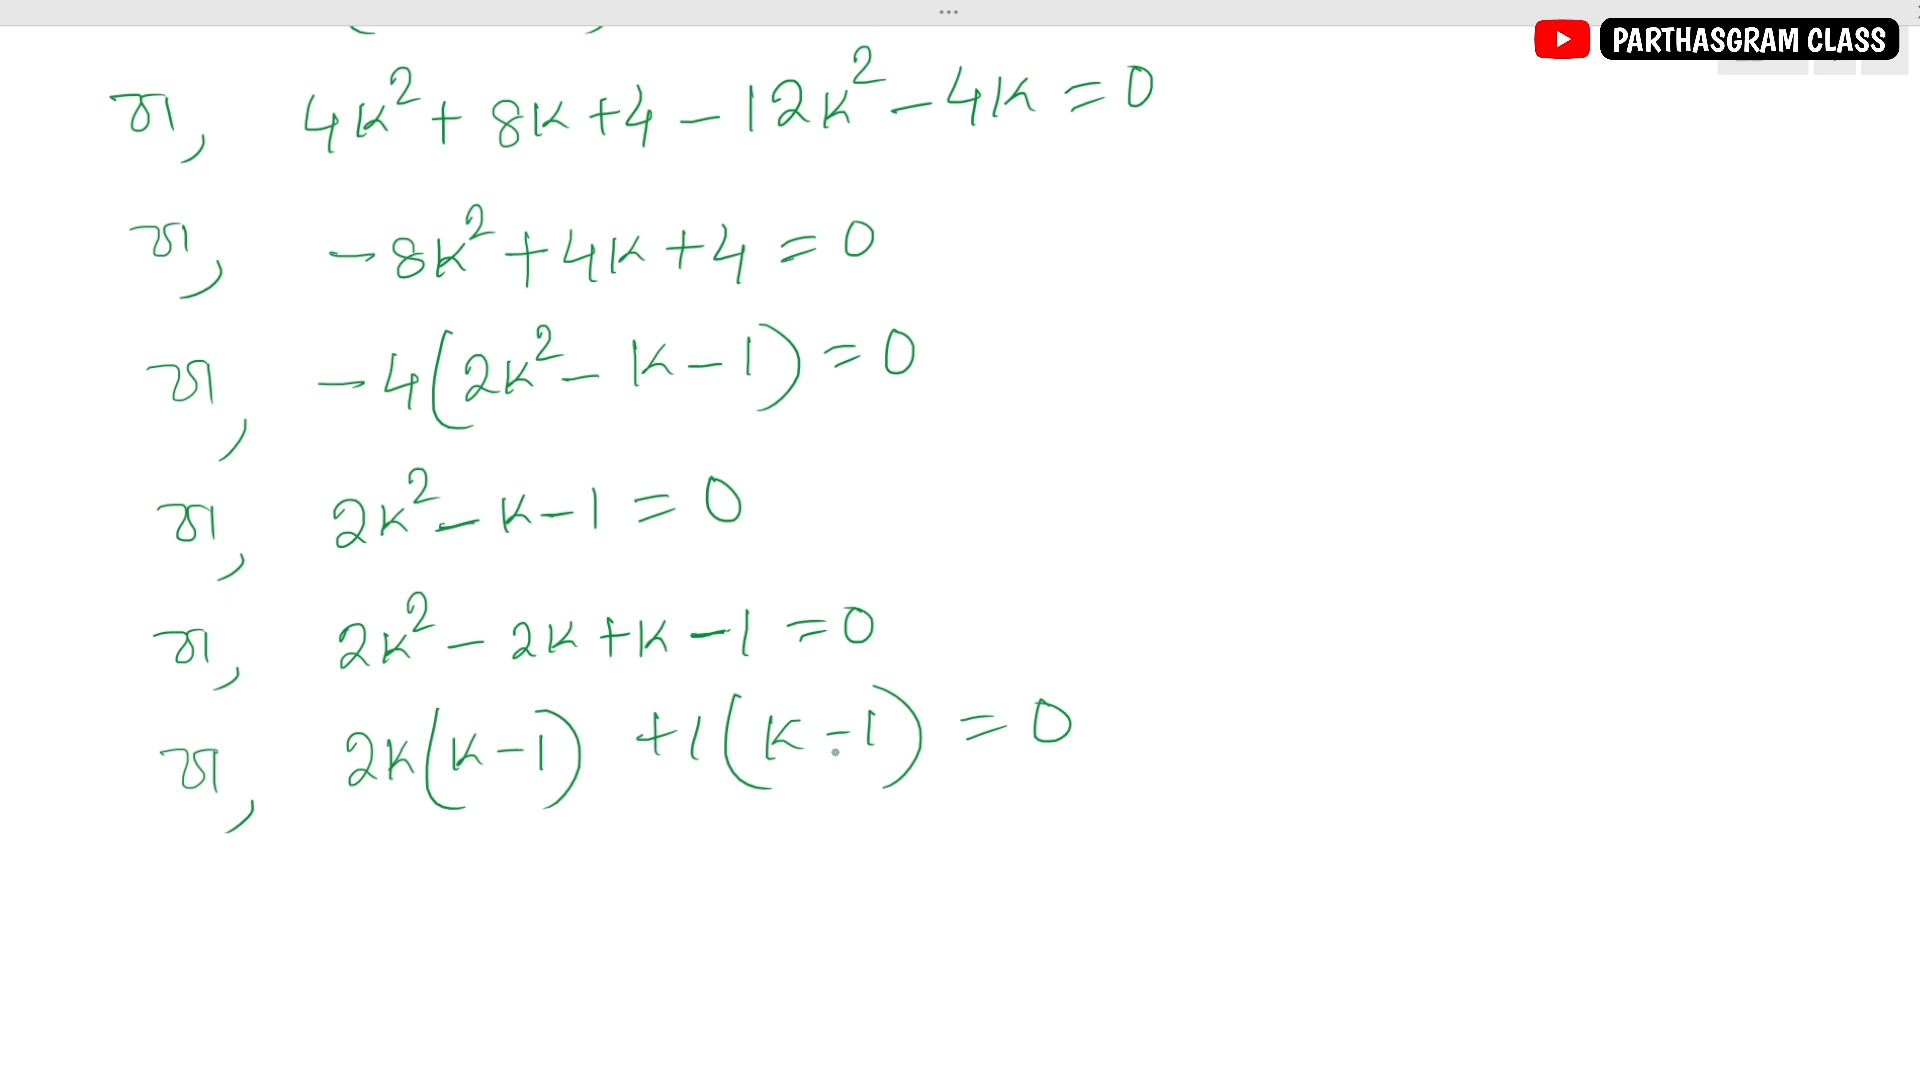 PARTHASGRAM CLASS
বা, 4k² + 8k + 4 - 12k² - 4k = 0
বা, -8k² + 4k + 4 = 0
বা, -4(2k² - k - 1) = 0
বা, 2k² - k - 1 = 0
বা, 2k² - 2k + k - 1 = 0
বা, 2k(k-1) + 1(k-1) = 0